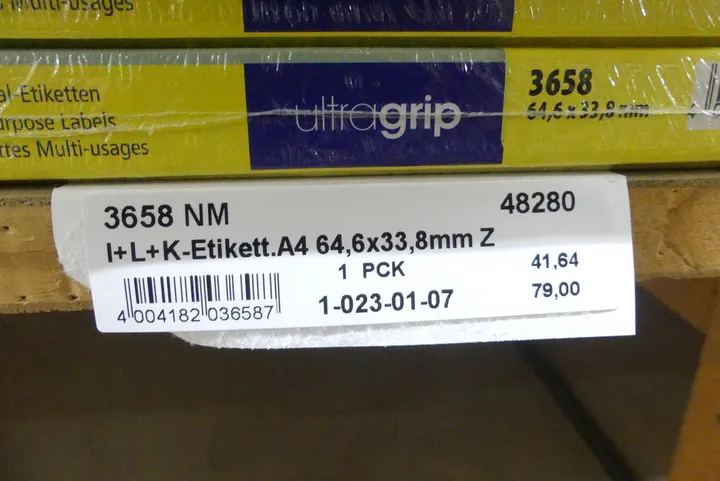 Multi-usages
al-Etiketten
urpose Labels
ttes Multi-usages
ultragrip
3658
64,6 x 33,8 mm
3658 NM
48280
I+L+K-Etikett.A4 64,6x33,8mm Z
1 PCK
41,64
79,00
1-023-01-07
4 004182 036587